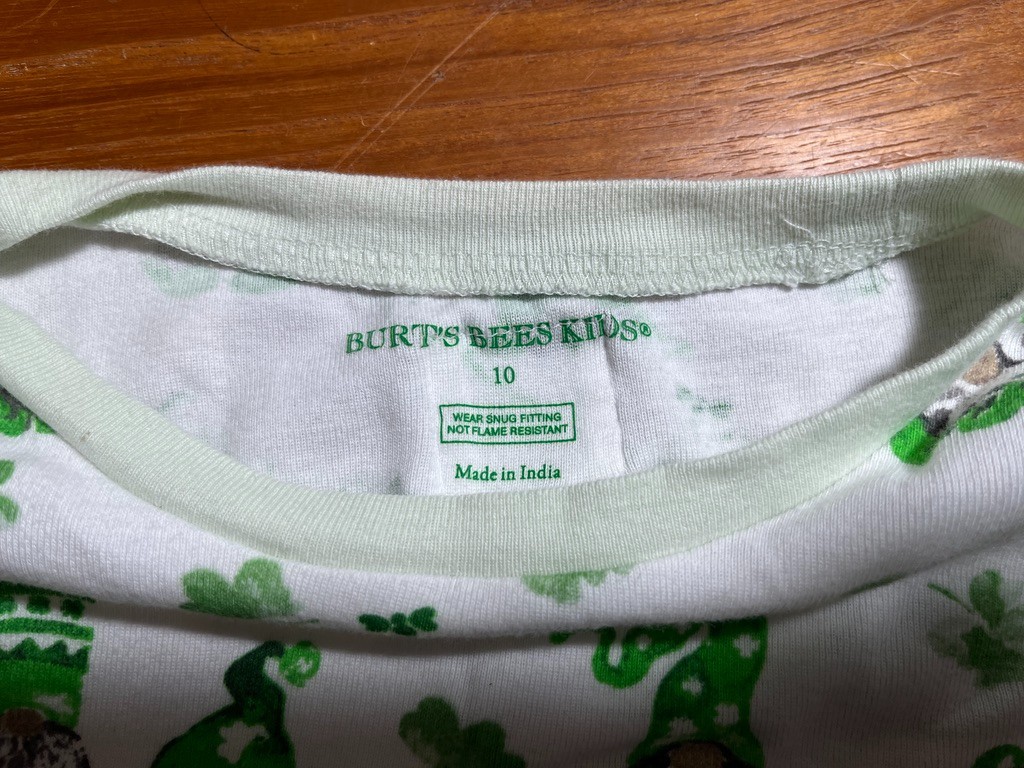 BURT'S BEES KIDS®
10
WEAR SNUG FITTING
NOT FLAME RESISTANT
Made in India